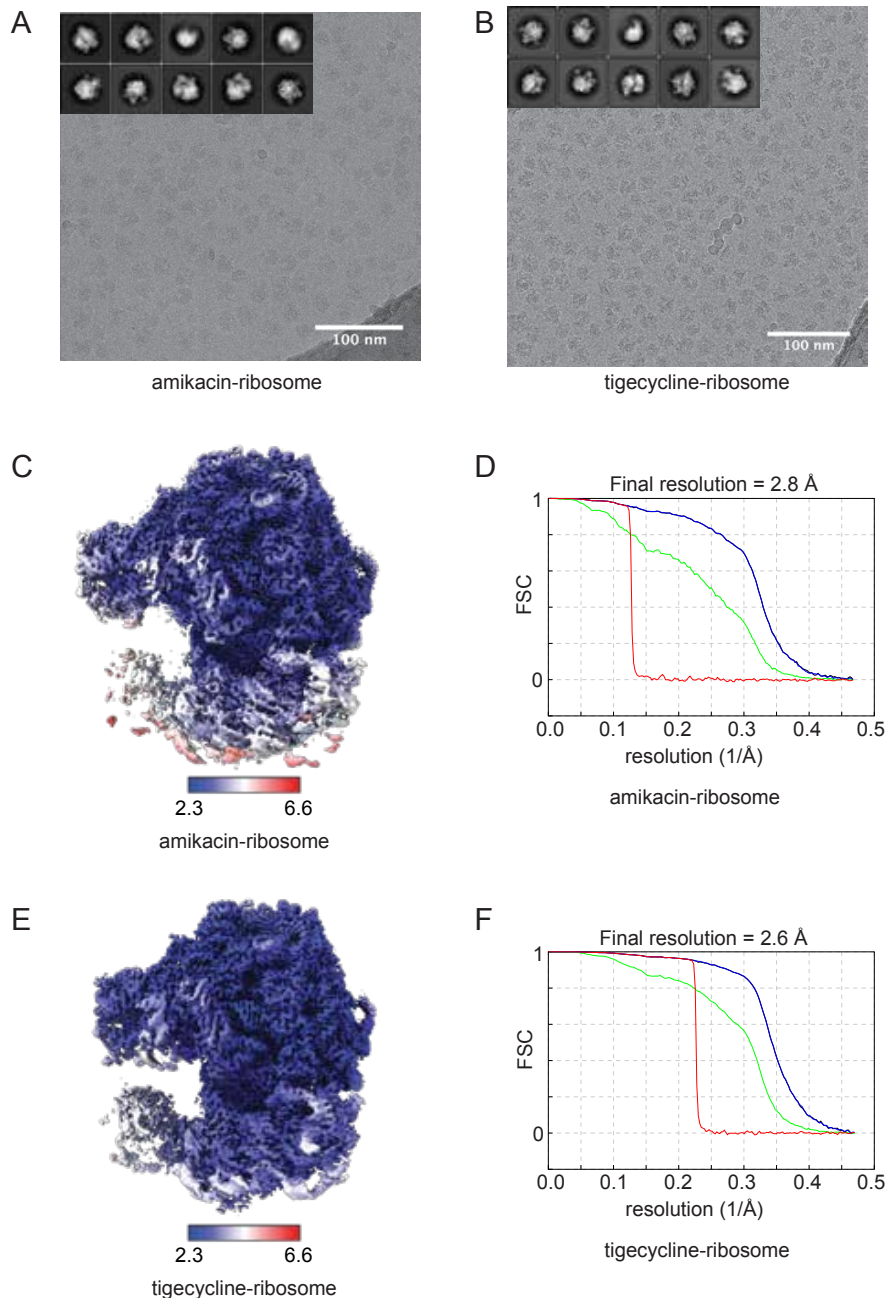 A
100 nm
amikacin-ribosome
B
100 nm
tigecycline-ribosome
C
2.3 6.6
amikacin-ribosome
D
Final resolution = 2.8 Å
1
FSC
0
0.0 0.1 0.2 0.3 0.4 0.5
resolution (1/Å)
amikacin-ribosome
E
2.3 6.6
tigecycline-ribosome
F
Final resolution = 2.6 Å
1
FSC
0
0.0 0.1 0.2 0.3 0.4 0.5
resolution (1/Å)
tigecycline-ribosome